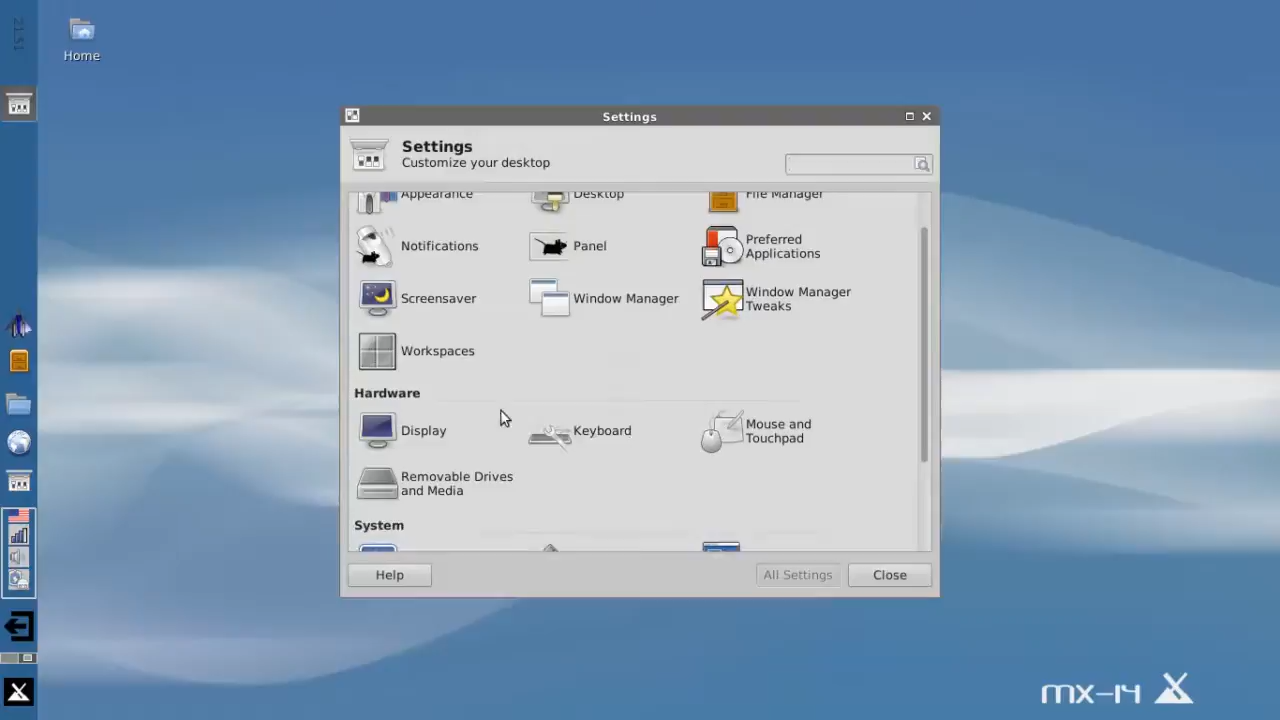 21:51
Home
Settings
Settings
Customize your desktop
Appearance
Desktop
File Manager
Notifications
Panel
Preferred
Applications
Screensaver
Window Manager
Window Manager
Tweaks
Workspaces
Hardware
Display
Keyboard
Mouse and
Touchpad
Removable Drives
and Media
System
Help
All Settings
Close
mx-14